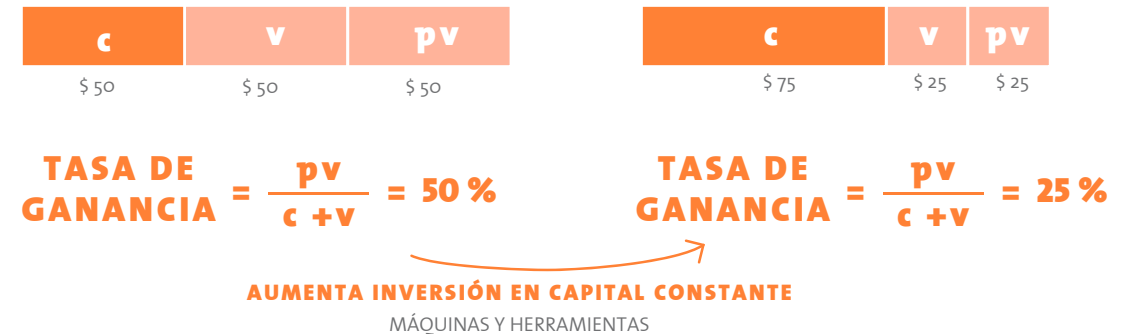 c v pv
$ 50 $ 50 $ 50
c v pv
$ 75 $ 25 $ 25
TASA DE
GANANCIA = pv
c + v = 50 %
TASA DE
GANANCIA = pv
c + v = 25 %
AUMENTA INVERSIÓN EN CAPITAL CONSTANTE
MÁQUINAS Y HERRAMIENTAS